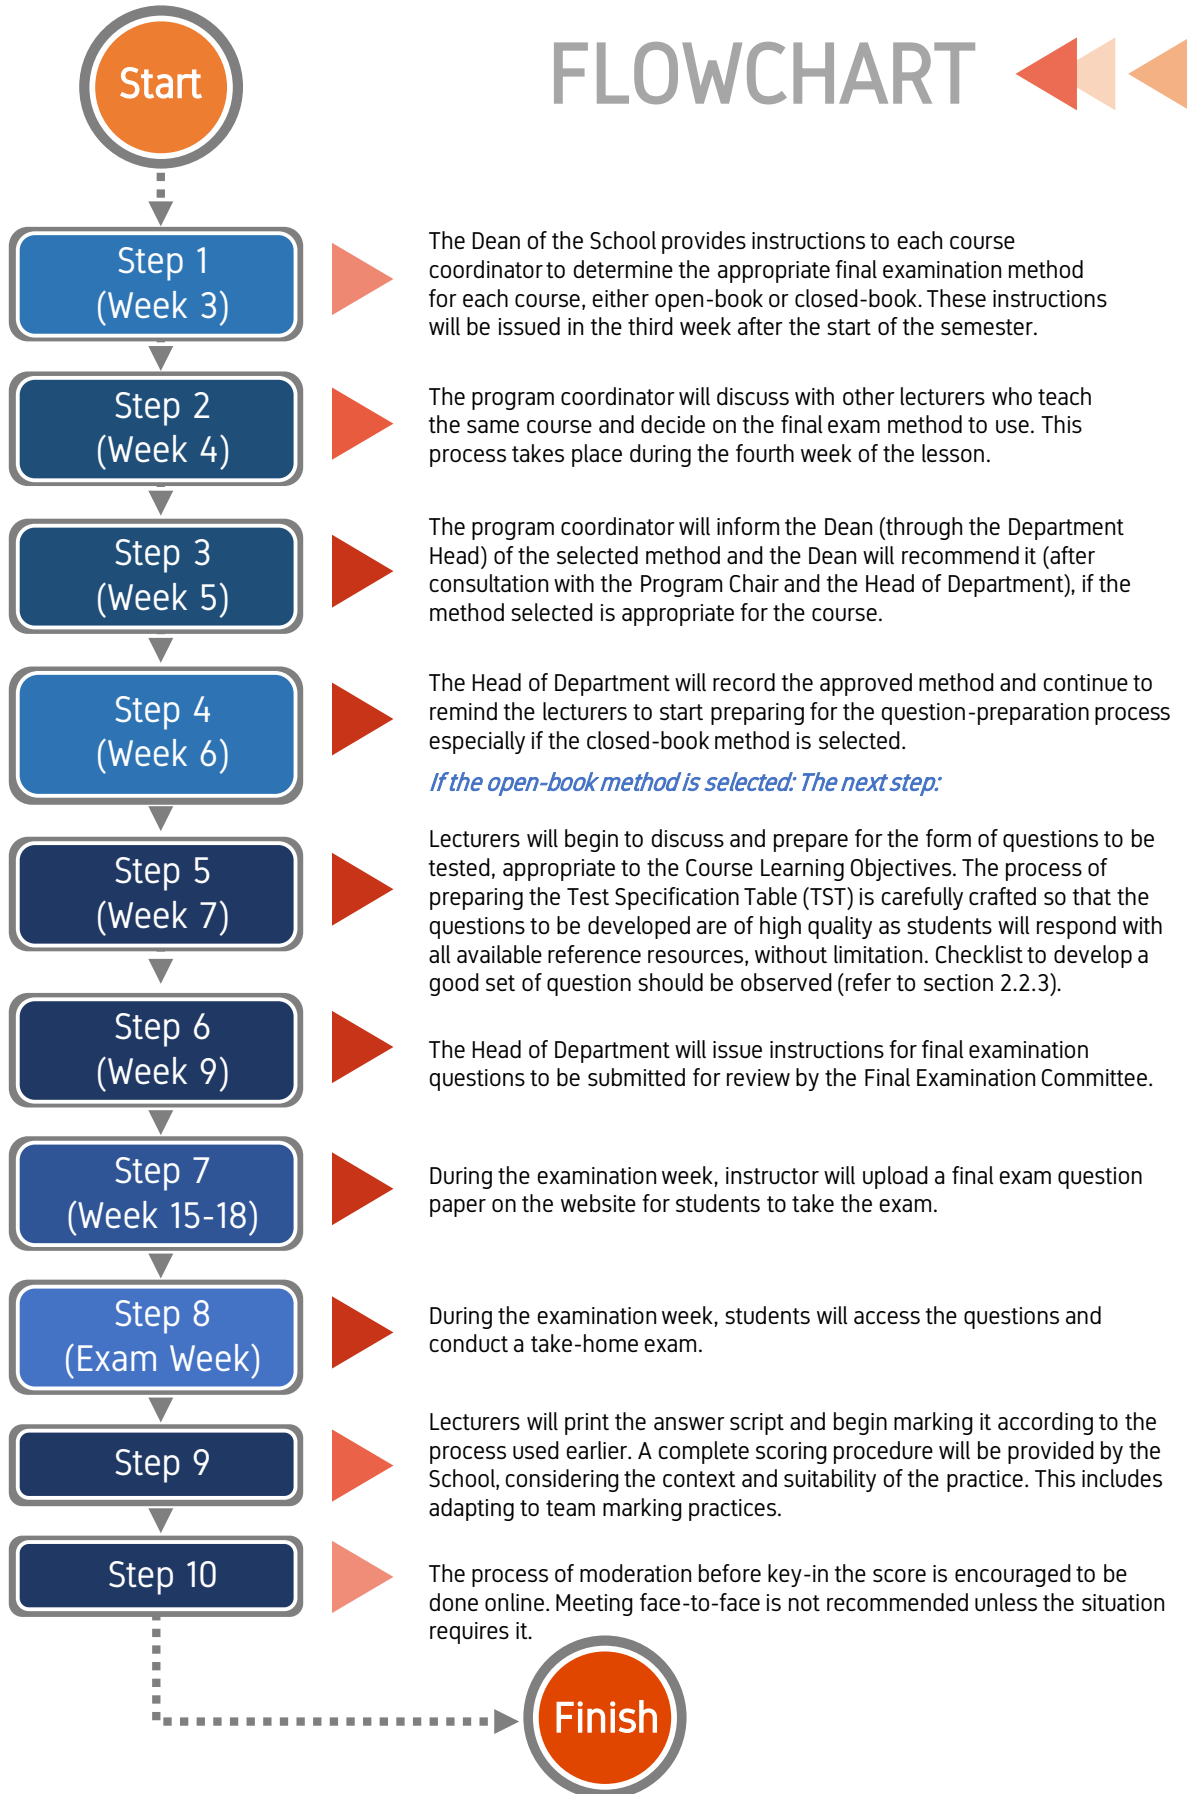 Start
FLOWCHART
Step 1
(Week 3)
The Dean of the School provides instructions to each course
coordinator to determine the appropriate final examination method
for each course, either open-book or closed-book. These instructions
will be issued in the third week after the start of the semester.
Step 2
(Week 4)
The program coordinator will discuss with other lecturers who teach
the same course and decide on the final exam method to use. This
process takes place during the fourth week of the lesson.
Step 3
(Week 5)
The program coordinator will inform the Dean (through the Department
Head) of the selected method and the Dean will recommend it (after
consultation with the Program Chair and the Head of Department), if the
method selected is appropriate for the course.
Step 4
(Week 6)
The Head of Department will record the approved method and continue to
remind the lecturers to start preparing for the question-preparation process
especially if the closed-book method is selected.
If the open-book method is selected: The next step:
Step 5
(Week 7)
Lecturers will begin to discuss and prepare for the form of questions to be
tested, appropriate to the Course Learning Objectives. The process of
preparing the Test Specification Table (TST) is carefully crafted so that the
questions to be developed are of high quality as students will respond with
all available reference resources, without limitation. Checklist to develop a
good set of question should be observed (refer to section 2.2.3).
Step 6
(Week 9)
The Head of Department will issue instructions for final examination
questions to be submitted for review by the Final Examination Committee.
Step 7
(Week 15-18)
During the examination week, instructor will upload a final exam question
paper on the website for students to take the exam.
Step 8
(Exam Week)
During the examination week, students will access the questions and
conduct a take-home exam.
Step 9
Lecturers will print the answer script and begin marking it according to the
process used earlier. A complete scoring procedure will be provided by the
School, considering the context and suitability of the practice. This includes
adapting to team marking practices.
Step 10
The process of moderation before key-in the score is encouraged to be
done online. Meeting face-to-face is not recommended unless the situation
requires it.
Finish